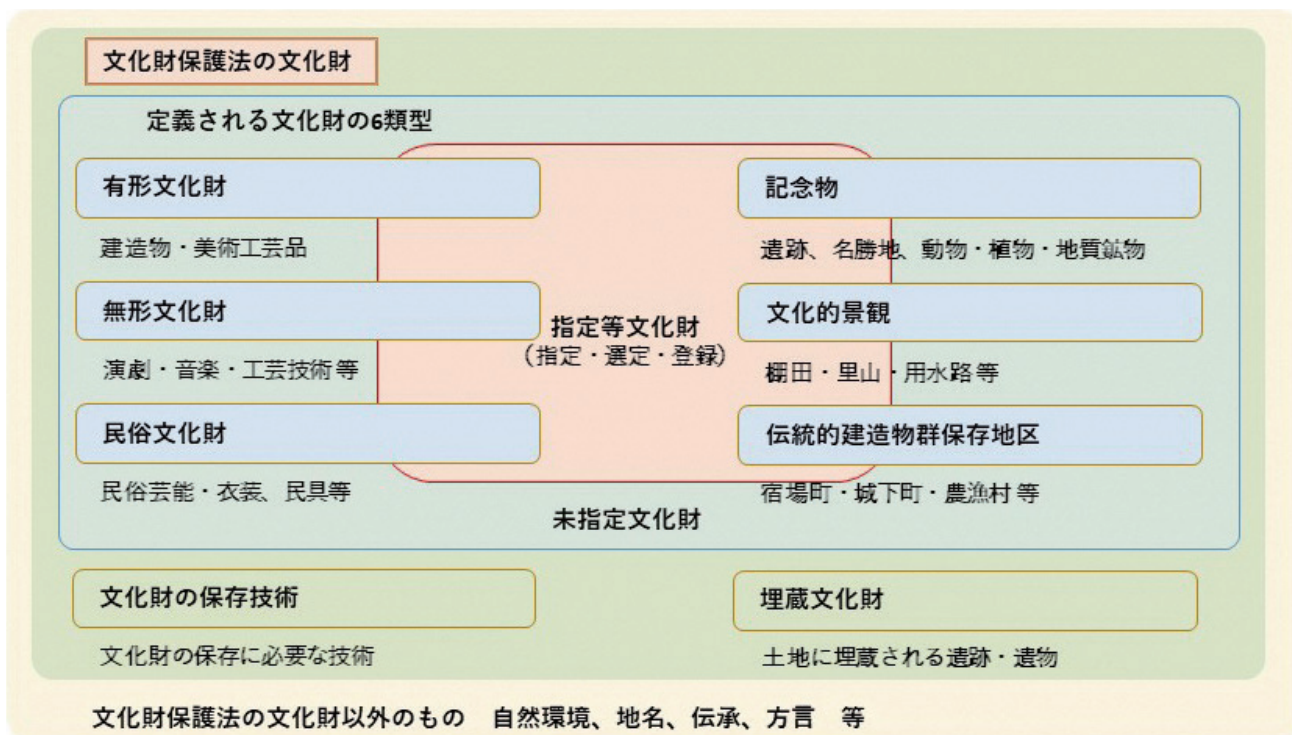 文化財保護法の文化財
定義される文化財の6類型
有形文化財
建造物・美術工芸品
無形文化財
演劇・音楽・工芸技術等
民俗文化財
民俗芸能・衣装、民具等
指定等文化財
（指定・選定・登録）
記念物
遺跡、名勝地、動物・植物・地質鉱物
文化的景観
棚田・里山・用水路等
伝統的建造物群保存地区
宿場町・城下町・農漁村等
未指定文化財
文化財の保存技術
文化財の保存に必要な技術
埋蔵文化財
土地に埋蔵される遺跡・遺物
文化財保護法の文化財以外のもの　自然環境、地名、伝承、方言　等